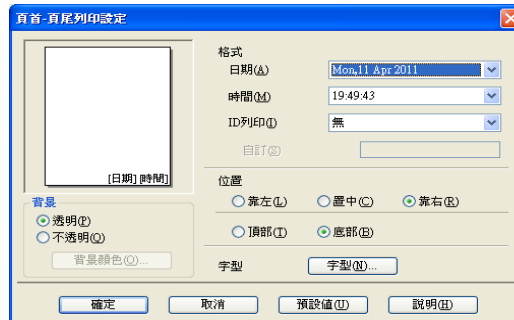 頁首-頁尾列印設定
[日期] [時間]
背景
透明(P)
不透明(Q)
背景顏色(O)...
格式
日期(A) Mon,11 Apr 2011
時間(M) 19:49:43
ID列印(I) 無
自訂(S)
位置
靠左(L) 置中(C) 靠右(R)
頂部(T) 底部(B)
字型 字型(N)...
確定 取消 預設值(U) 說明(H)